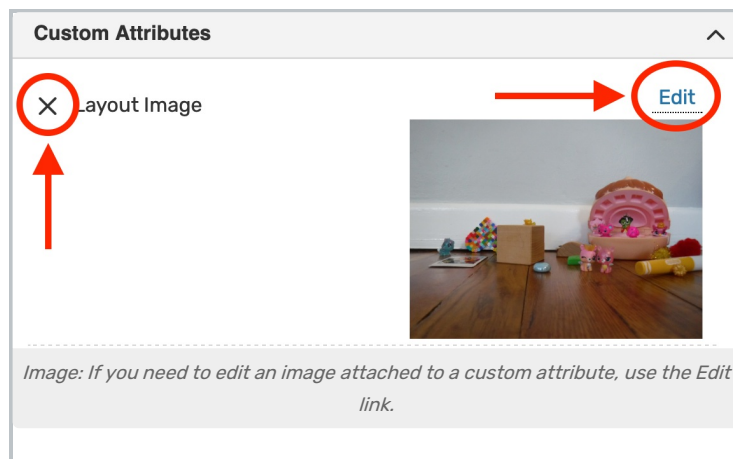 Custom Attributes
Layout Image
Edit
Image: If you need to edit an image attached to a custom attribute, use the Edit
link.